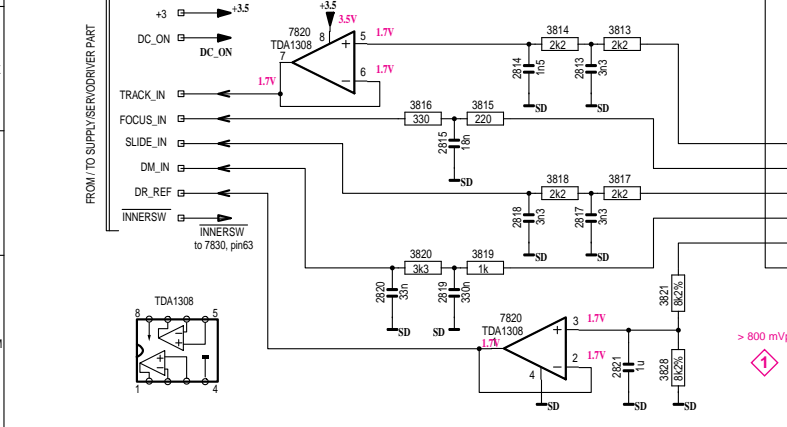 FROM / TO SUPPLY/SERVODRIVER PART
+3
+3.5
DC_ON
DC_ON
TRACK_IN
FOCUS_IN
SLIDE_IN
DM_IN
DR_REF
INNERSW
INNERSW
to 7830, pin63
+3.5
3.5V
7820
TDA1308
8
5
1.7V
7
6
1.7V
1.7V
3814
2k2
3813
2k2
2814
1n5
2813
3n3
SD
SD
3816
330
3815
220
2815
18n
SD
3818
2k2
3817
2k2
2818
3n3
2817
3n3
SD
SD
3820
3k3
3819
1k
2820
33n
2819
330n
SD
SD
7820
TDA1308
3
1.7V
1.7V
2
1.7V
4
SD
2821
1u
SD
3821
8k2%
3828
8k2%
SD
TDA1308
8
5
1
4
> 800 mVp
1